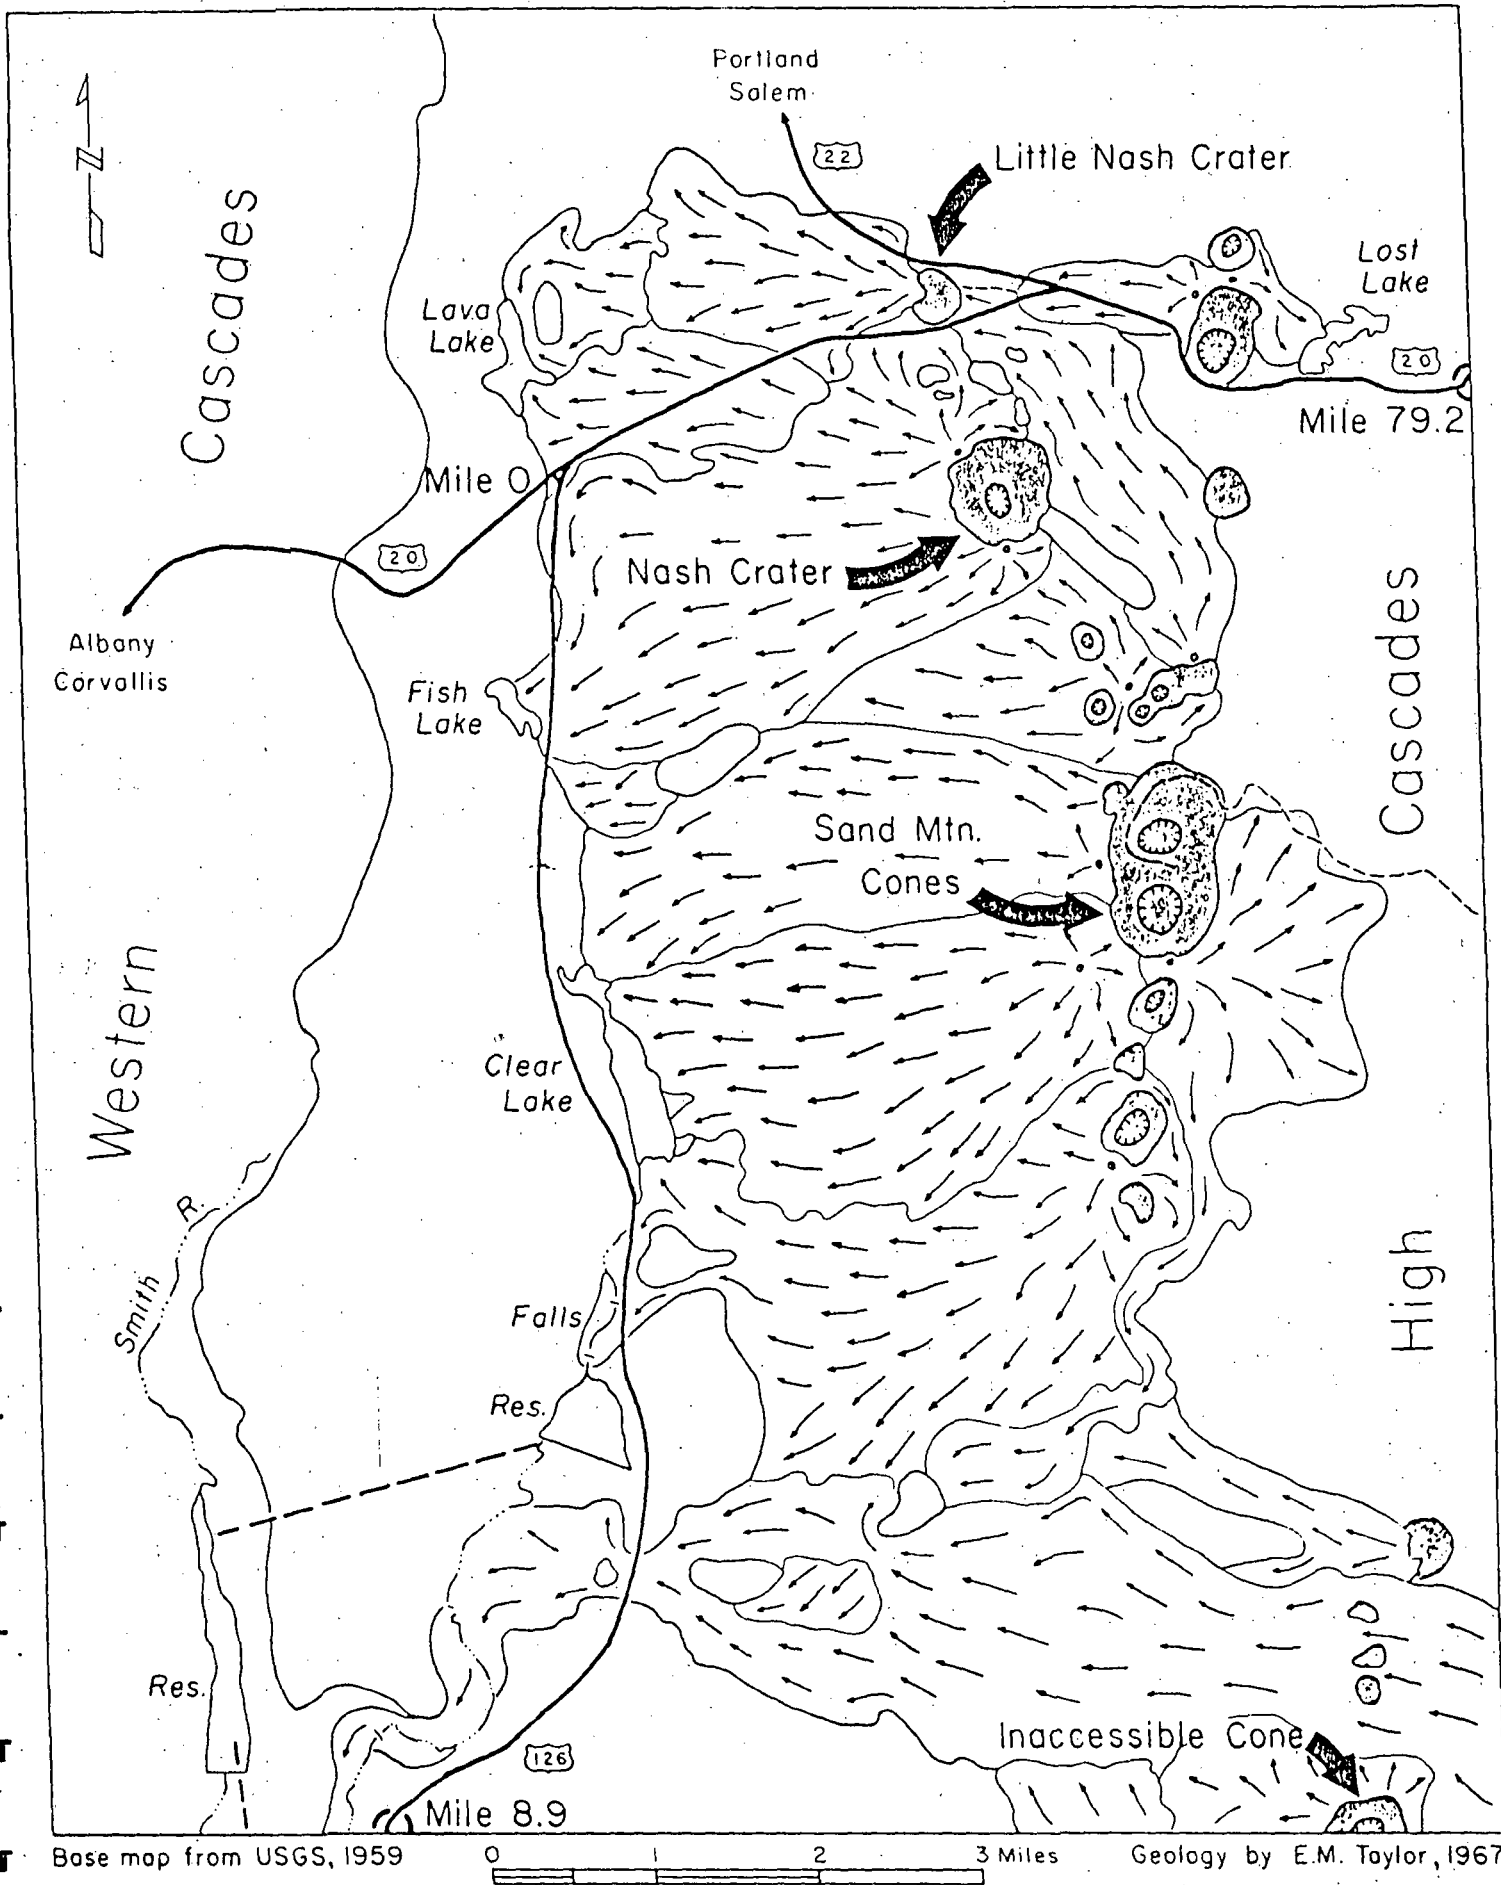 Portland
Salem
22
Little Nash Crater
Lost
Lake
Cascades
Lava
Lake
20
Mile 79.2
Mile 0
20
Nash Crater
Albany
Corvallis
Fish
Lake
Cascades
Sand Mtn.
Cones
Western
Clear
Lake
Smith R.
High
Falls
Res.
Res.
Inaccessible Cone
126
Mile 8.9
Base map from USGS, 1959
0 1 2 3 Miles
Geology by E.M. Taylor, 1967
N